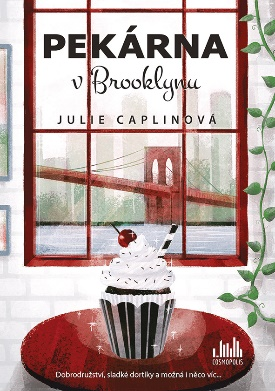 PEKÁRNA
v Brooklynu
JULIE CAPLINOVÁ
COSMOPOLIS
Dobrodružství, sladké dortíky a možná i něco víc...